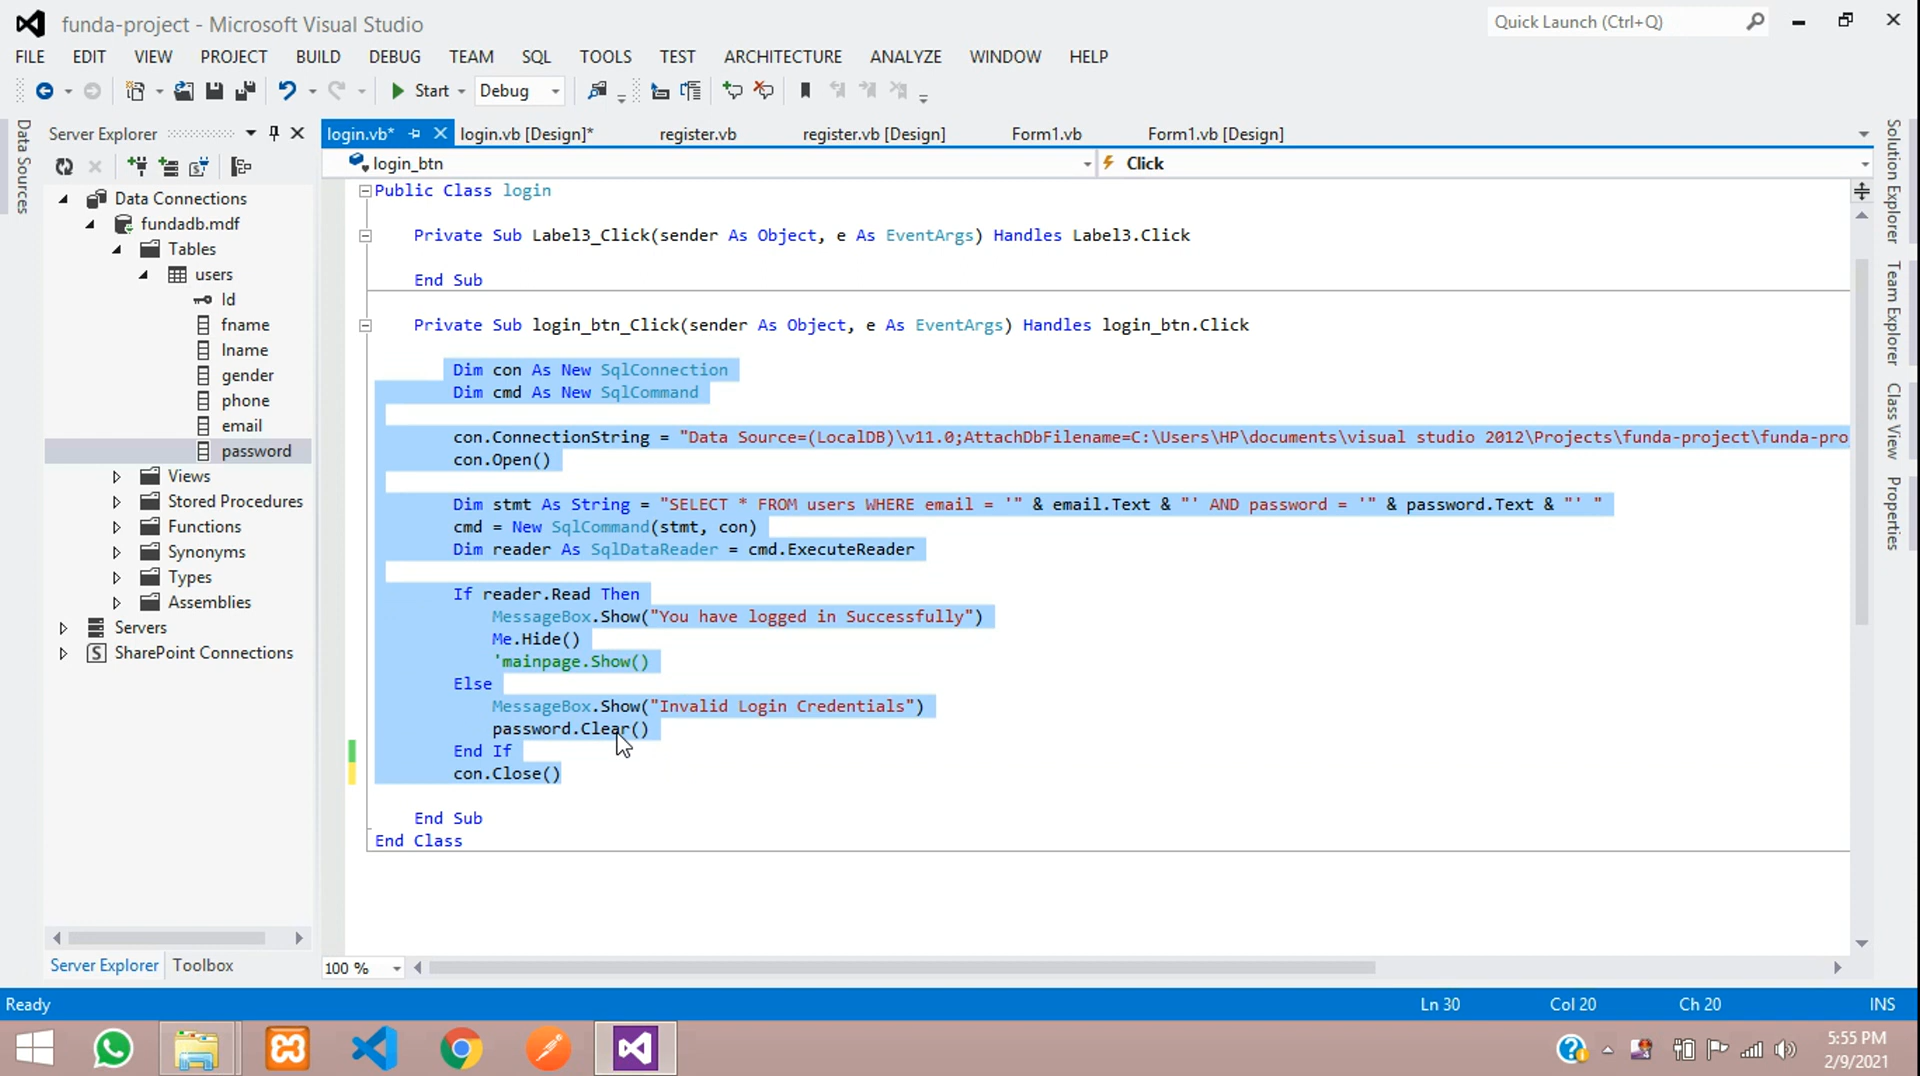 funda-project - Microsoft Visual Studio
Quick Launch (Ctrl+Q)
FILE EDIT VIEW PROJECT BUILD DEBUG TEAM SQL TOOLS TEST ARCHITECTURE ANALYZE WINDOW HELP
Start Debug
Data Sources
Server Explorer
login.vb* login.vb [Design]* register.vb register.vb [Design] Form1.vb Form1.vb [Design]
login_btn Click
Data Connections
fundadb.mdf
Tables
users
Id
fname
lname
gender
phone
email
password
Views
Stored Procedures
Functions
Synonyms
Types
Assemblies
Servers
SharePoint Connections
Server Explorer Toolbox
Public Class login
Private Sub Label3_Click(sender As Object, e As EventArgs) Handles Label3.Click
End Sub
Private Sub login_btn_Click(sender As Object, e As EventArgs) Handles login_btn.Click
Dim con As New SqlConnection
Dim cmd As New SqlCommand
con.ConnectionString = "Data Source=(LocalDB)\v11.0;AttachDbFilename=C:\Users\HP\documents\visual studio 2012\Projects\funda-project\funda-pro
con.Open()
Dim stmt As String = "SELECT * FROM users WHERE email = '" & email.Text & "' AND password = '" & password.Text & "' "
cmd = New SqlCommand(stmt, con)
Dim reader As SqlDataReader = cmd.ExecuteReader
If reader.Read Then
MessageBox.Show("You have logged in Successfully")
Me.Hide()
'mainpage.Show()
Else
MessageBox.Show("Invalid Login Credentials")
password.Clear()
End If
con.Close()
End Sub
End Class
100 %
Solution Explorer
Team Explorer
Class View
Properties
Ready Ln 30 Col 20 Ch 20 INS
5:55 PM
2/9/2021